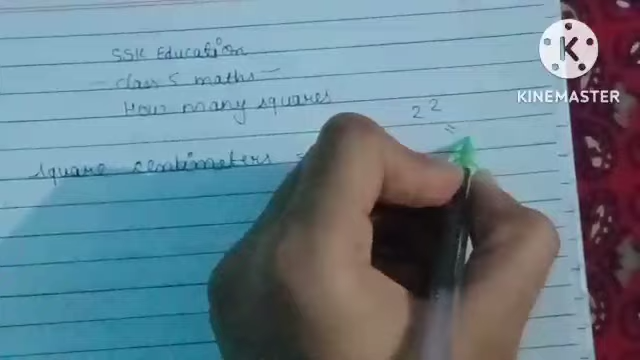 SSK Education
- Class 5 maths -
How many squares
2 2
=
square centimeters =
K
KINEMASTER